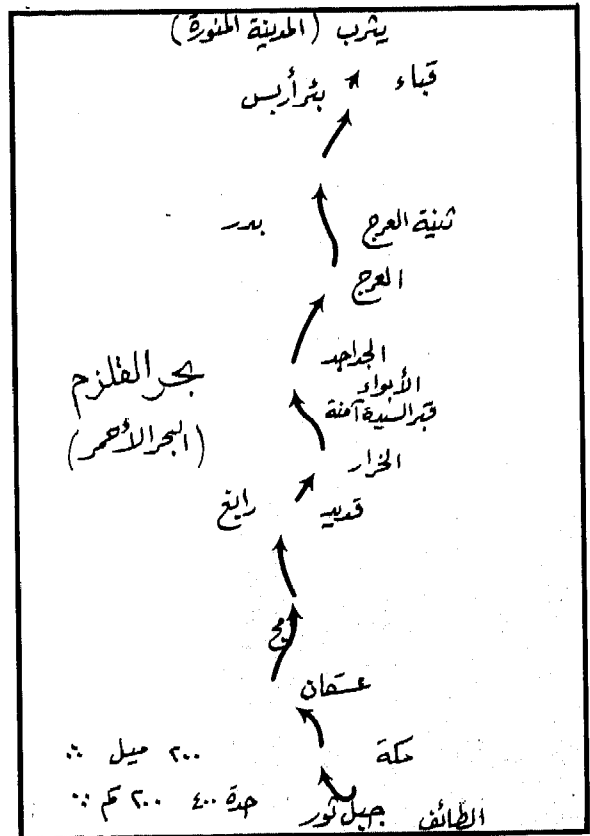 يثرب (المدينة المنورة)
قباء
بئر أريس
ثنية العرج
بدر
العرج
الجداجد
الأبواء
قبر السيدة آمنة
بحر القلزم
(البحر الأحمر)
الخرار
قديد
رابغ
أمج
عسفان
مكة
٢٠٠ ميل
الطائف
جبل ثور
جدة ٤٠٠ ٢٠٠ كم